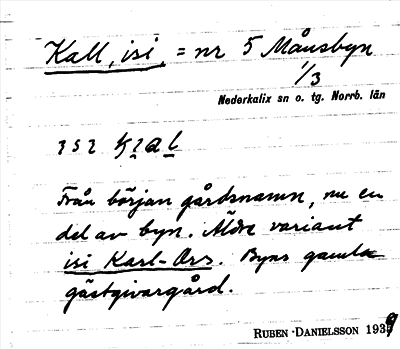 Kall, isi, = nr 5 Månsbyn
1/3
Nederkalix sn o. tg. Norrb. län
Från början gårdsnamn, nu en
del av byn. Äldre variant
isi Karl-Ors. Byns gamla
gästgivargård.
RUBEN DANIELSSON 1939